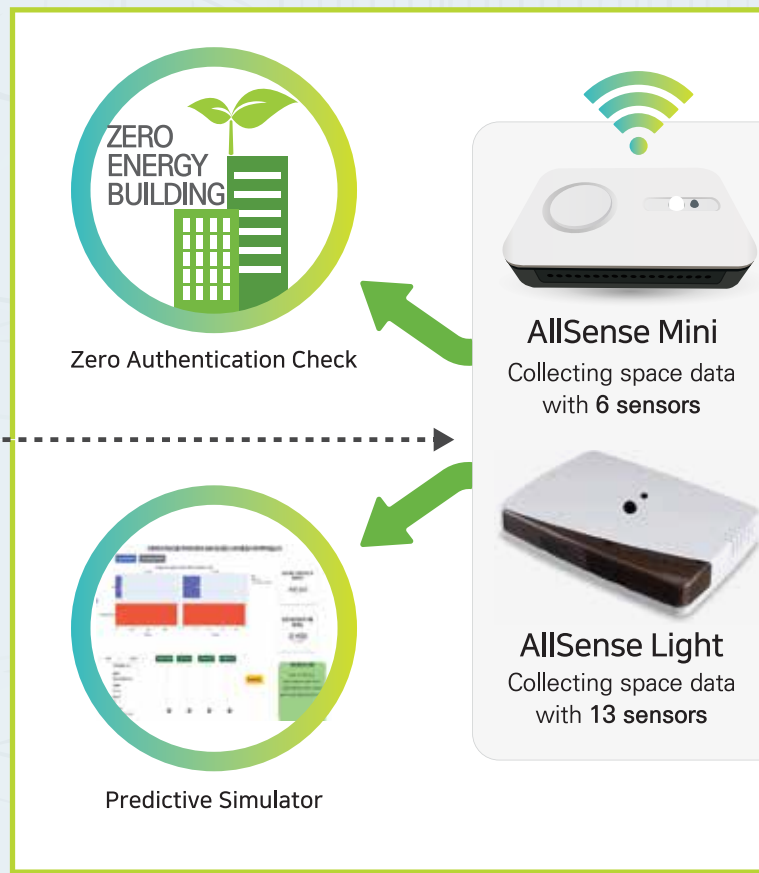 ZERO
ENERGY
BUILDING
Zero Authentication Check
AllSense Mini
Collecting space data
with 6 sensors
AllSense Light
Collecting space data
with 13 sensors
Predictive Simulator